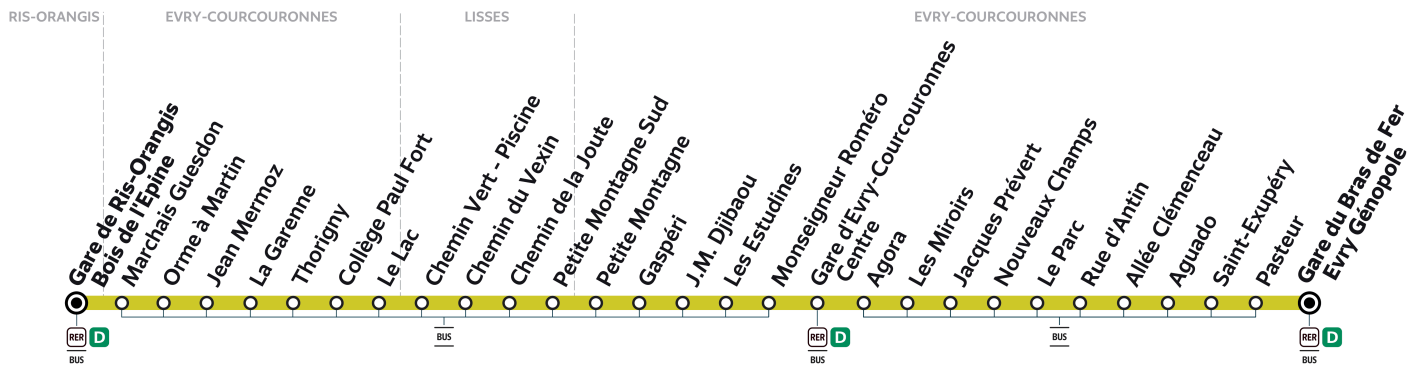 RIS-ORANGIS
EVRY-COURCOURONNES
LISSES
EVRY-COURCOURONNES
Gare de Ris-Orangis
Bois de l'Epine
Marchais Guesdon
Orme à Martin
Jean Mermoz
La Garenne
Thorigny
Collège Paul Fort
Le Lac
Chemin Vert - Piscine
Chemin du Vexin
Chemin de la Joute
Petite Montagne Sud
Petite Montagne
Gaspéri
J.M. Djibaou
Les Estudines
Monseigneur Roméro
Gare d'Evry-Courcouronnes
Centre
Agora
Les Miroirs
Jacques Prévert
Nouveaux Champs
Le Parc
Rue d'Antin
Allée Clémenceau
Aguado
Saint-Exupéry
Pasteur
Gare du Bras de Fer
Evry Génopole
RER D
BUS
BUS
RER D
BUS
BUS
RER D
BUS